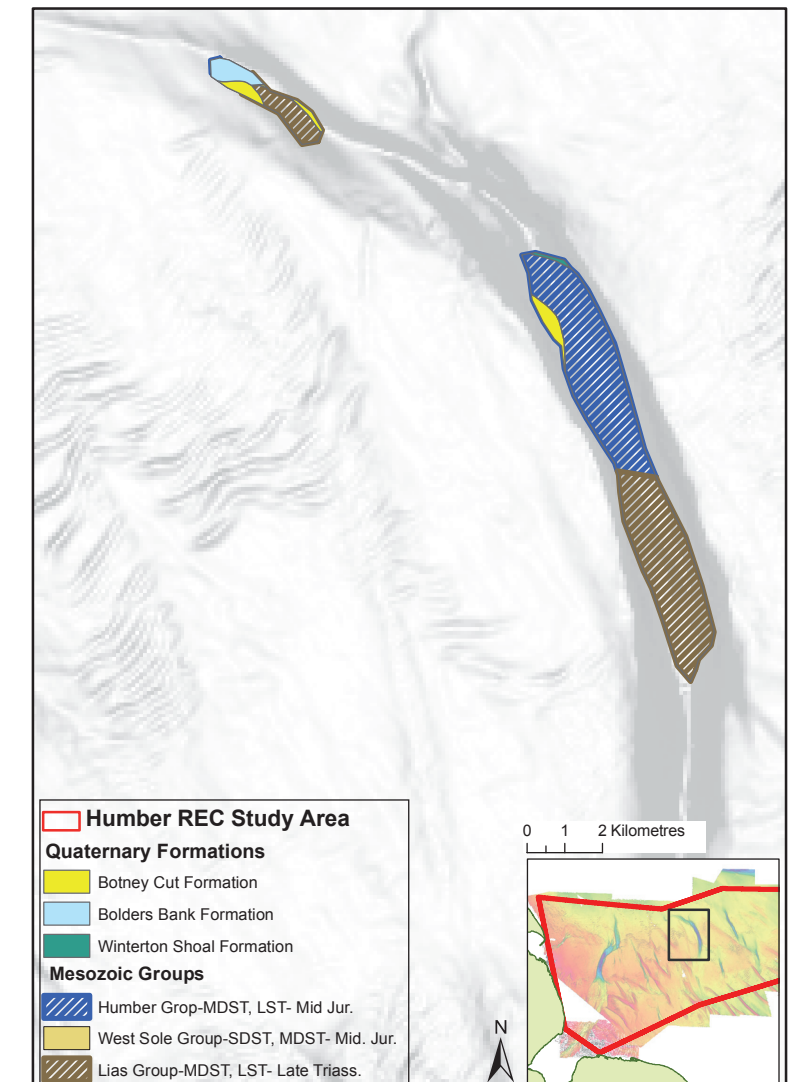 Humber REC Study Area
Quaternary Formations
Botney Cut Formation
Bolders Bank Formation
Winterton Shoal Formation
Mesozoic Groups
Humber Grop-MDST, LST- Mid Jur.
West Sole Group-SDST, MDST- Mid. Jur.
Lias Group-MDST, LST- Late Triass.
0 1 2 Kilometres
N